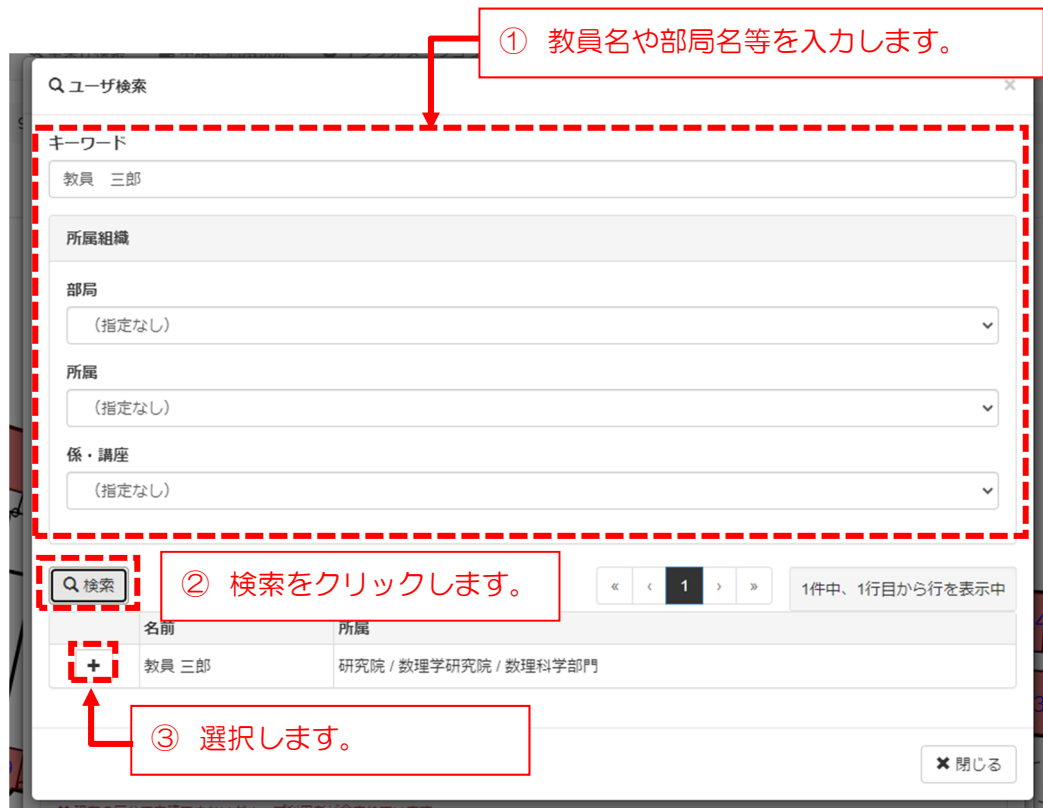 ① 教員名や部局名等を入力します。
ユーザ検索
×
キーワード
教員　三郎
所属組織
部局
（指定なし）
所属
（指定なし）
係・講座
（指定なし）
検索
② 検索をクリックします。
« ‹ 1 › »
1件中、1行目から行を表示中
名前 所属
+ 教員 三郎 研究院 / 数理学研究院 / 数理科学部門
③ 選択します。
✖ 閉じる